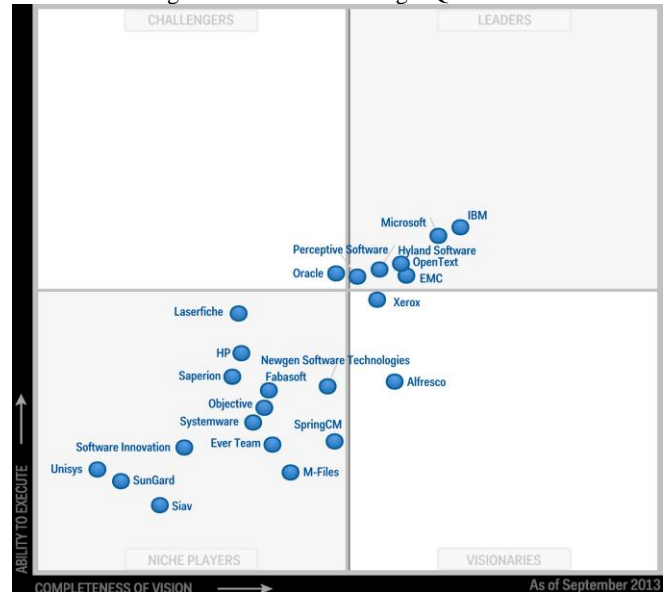 CHALLENGERS
LEADERS
IBM
Microsoft
Perceptive Software
Hyland Software
OpenText
Oracle
EMC
Xerox
Laserfiche
HP
Newgen Software Technologies
Saperion
Fabasoft
Alfresco
Objective
Systemware
SpringCM
Software Innovation
Ever Team
Unisys
M-Files
SunGard
Siav
ABILITY TO EXECUTE
NICHE PLAYERS
VISIONARIES
COMPLETENESS OF VISION
As of September 2013